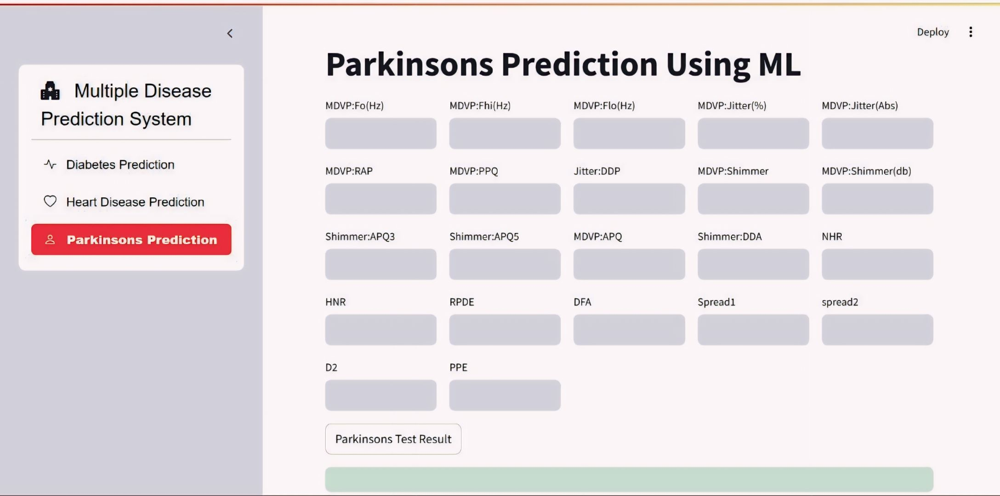 Deploy
Multiple Disease
Prediction System
Diabetes Prediction
Heart Disease Prediction
Parkinsons Prediction
Parkinsons Prediction Using ML
MDVP:Fo(Hz) MDVP:Fhi(Hz) MDVP:Flo(Hz) MDVP:Jitter(%) MDVP:Jitter(Abs)
MDVP:RAP MDVP:PPQ Jitter:DDP MDVP:Shimmer MDVP:Shimmer(db)
Shimmer:APQ3 Shimmer:APQ5 MDVP:APQ Shimmer:DDA NHR
HNR RPDE DFA Spread1 spread2
D2 PPE
Parkinsons Test Result